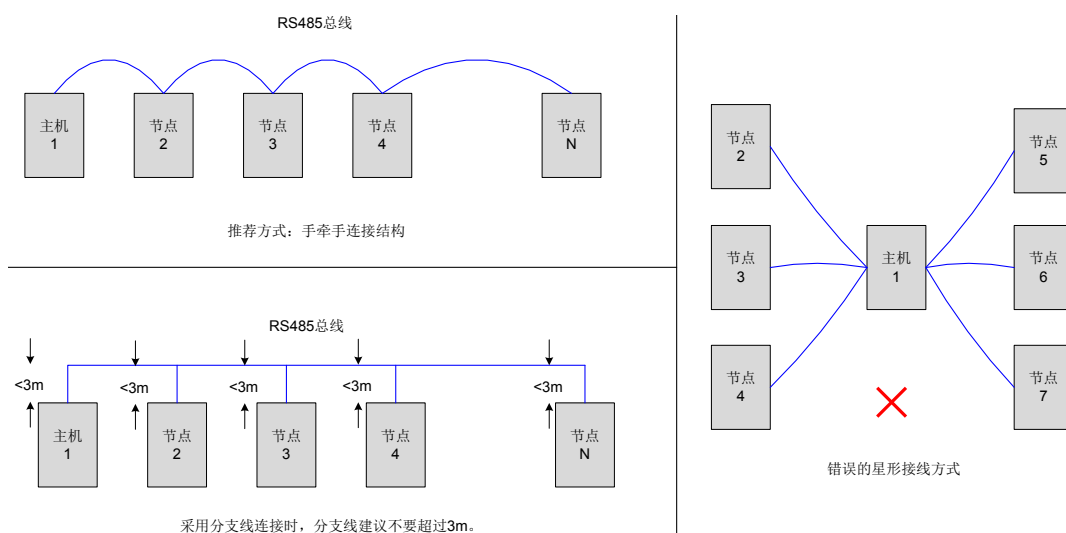 RS485总线
主机
1
节点
2
节点
3
节点
4
节点
N
推荐方式：手牵手连接结构
RS485总线
<3m
<3m
<3m
<3m
<3m
主机
1
节点
2
节点
3
节点
4
节点
N
采用分支线连接时，分支线建议不要超过3m。
节点
2
节点
3
节点
4
主机
1
节点
5
节点
6
节点
7
错误的星形接线方式